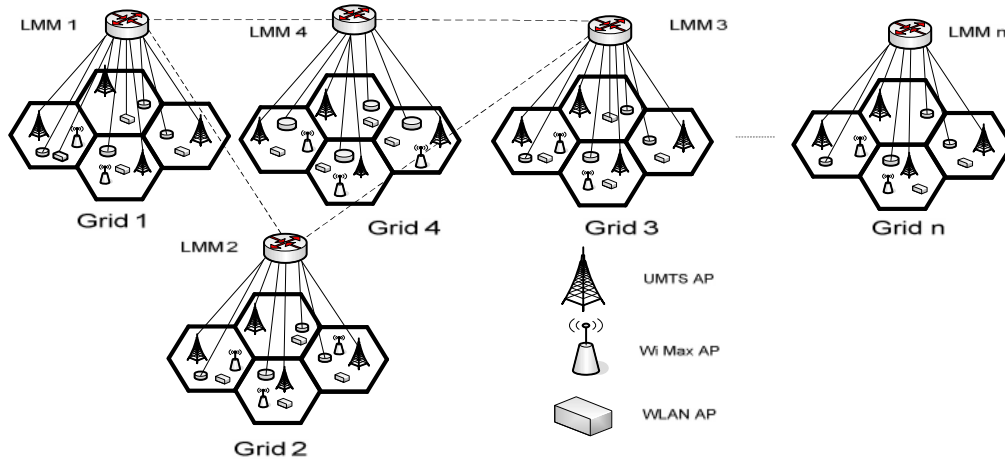 LMM 1
LMM 4
LMM 3
LMM n
Grid 1
Grid 4
Grid 3
Grid n
LMM 2
UMTS AP
Wi Max AP
WLAN AP
Grid 2